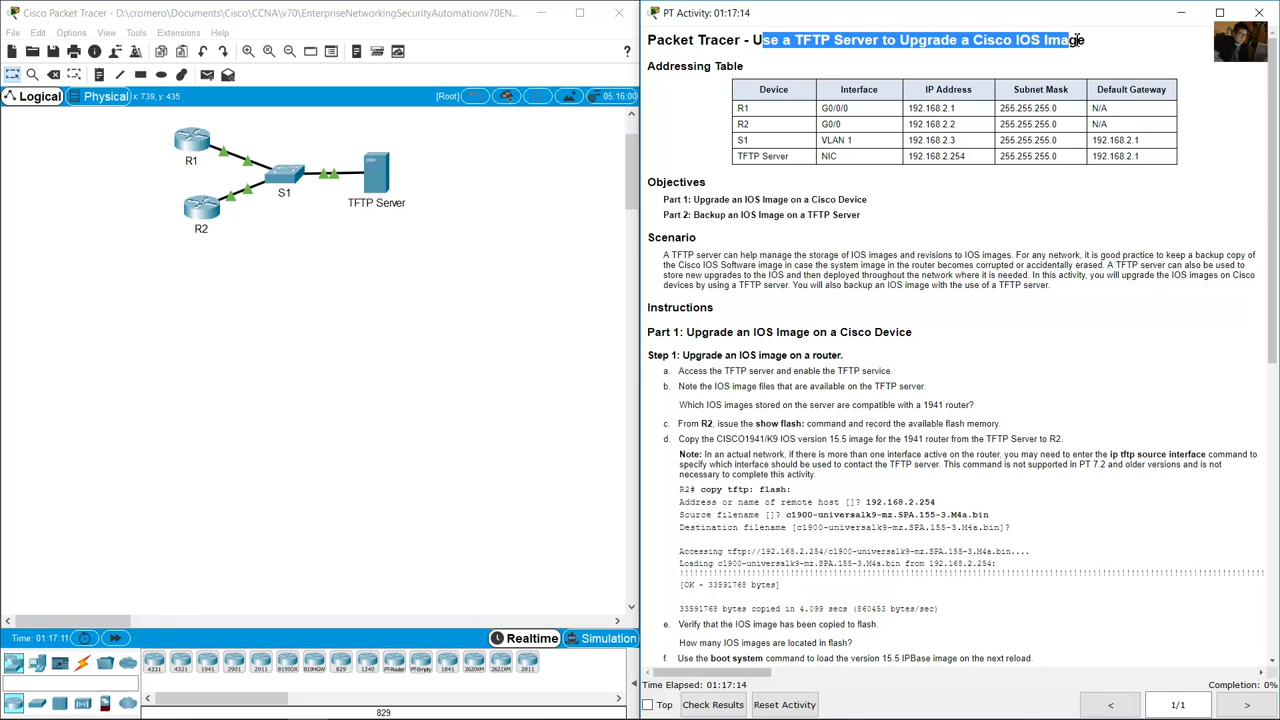 Cisco Packet Tracer - D:\cromero\Documents\Cisco\CCNA\v70\EnterpriseNetworkingSecurityAutomationv70EN...
File Edit Options View Tools Extensions Help
?
Logical Physical x: 739, y: 435 [Root] 05:16:00
R1
S1
TFTP Server
R2
Time: 01:17:11 Realtime Simulation
4331 4321 1941 2901 2911 819IOX 819HGW 829 1240 PT-Router PT-Empty 1841 2620XM 2621XM 2811
829
PT Activity: 01:17:14
Packet Tracer - Use a TFTP Server to Upgrade a Cisco IOS Image
Addressing Table
Device Interface IP Address Subnet Mask Default Gateway
R1 G0/0/0 192.168.2.1 255.255.255.0 N/A
R2 G0/0 192.168.2.2 255.255.255.0 N/A
S1 VLAN 1 192.168.2.3 255.255.255.0 192.168.2.1
TFTP Server NIC 192.168.2.254 255.255.255.0 192.168.2.1
Objectives
Part 1: Upgrade an IOS Image on a Cisco Device
Part 2: Backup an IOS Image on a TFTP Server
Scenario
A TFTP server can help manage the storage of IOS images and revisions to IOS images. For any network, it is good practice to keep a backup copy of
the Cisco IOS Software image in case the system image in the router becomes corrupted or accidentally erased. A TFTP server can also be used to
store new upgrades to the IOS and then deployed throughout the network where it is needed. In this activity, you will upgrade the IOS images on Cisco
devices by using a TFTP server. You will also backup an IOS image with the use of a TFTP server.
Instructions
Part 1: Upgrade an IOS Image on a Cisco Device
Step 1: Upgrade an IOS image on a router.
a. Access the TFTP server and enable the TFTP service.
b. Note the IOS image files that are available on the TFTP server.
Which IOS images stored on the server are compatible with a 1941 router?
c. From R2, issue the show flash: command and record the available flash memory.
d. Copy the CISCO1941/K9 IOS version 15.5 image for the 1941 router from the TFTP Server to R2.
Note: In an actual network, if there is more than one interface active on the router, you may need to enter the ip tftp source interface command to
specify which interface should be used to contact the TFTP server. This command is not supported in PT 7.2 and older versions and is not
necessary to complete this activity.
R2# copy tftp: flash:
Address or name of remote host []? 192.168.2.254
Source filename []? c1900-universalk9-mz.SPA.155-3.M4a.bin
Destination filename [c1900-universalk9-mz.SPA.155-3.M4a.bin]?
Accessing tftp://192.168.2.254/c1900-universalk9-mz.SPA.155-3.M4a.bin....
Loading c1900-universalk9-mz.SPA.155-3.M4a.bin from 192.168.2.254:
!!!!!!!!!!!!!!!!!!!!!!!!!!!!!!!!!!!!!!!!!!!!!!!!!!!!!!!!!!!!!!!!!!!!!!!!!!!!!!!!!!!!!!!!!!!!!!!!!!!!
[OK - 33591768 bytes]
33591768 bytes copied in 4.099 secs (860453 bytes/sec)
e. Verify that the IOS image has been copied to flash.
How many IOS images are located in flash?
f. Use the boot system command to load the version 15.5 IPBase image on the next reload.
Time Elapsed: 01:17:14 Completion: 0%
Top Check Results Reset Activity < 1/1 >